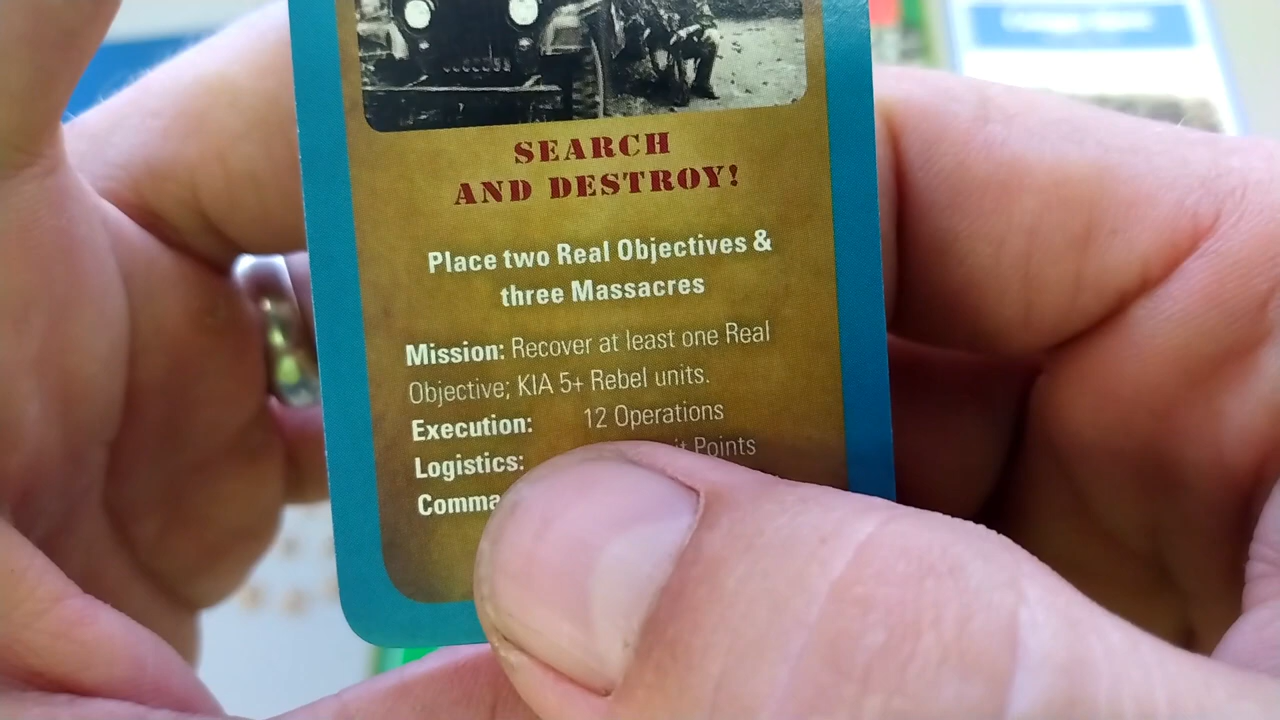 SEARCH
AND DESTROY!
Place two Real Objectives &
three Massacres
Mission: Recover at least one Real
Objective; KIA 5+ Rebel units.
Execution: 12 Operations
Logistics: Points